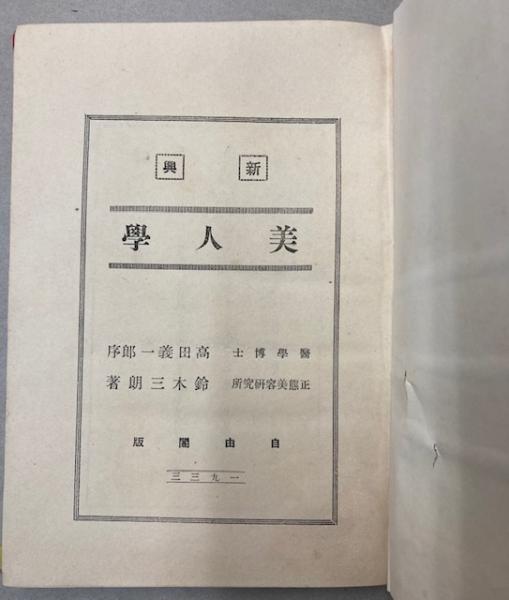 新興
美人學
醫學博士 高田義一郎序
正態美容研究所 鈴木三朗著
自由閣版
一九三三